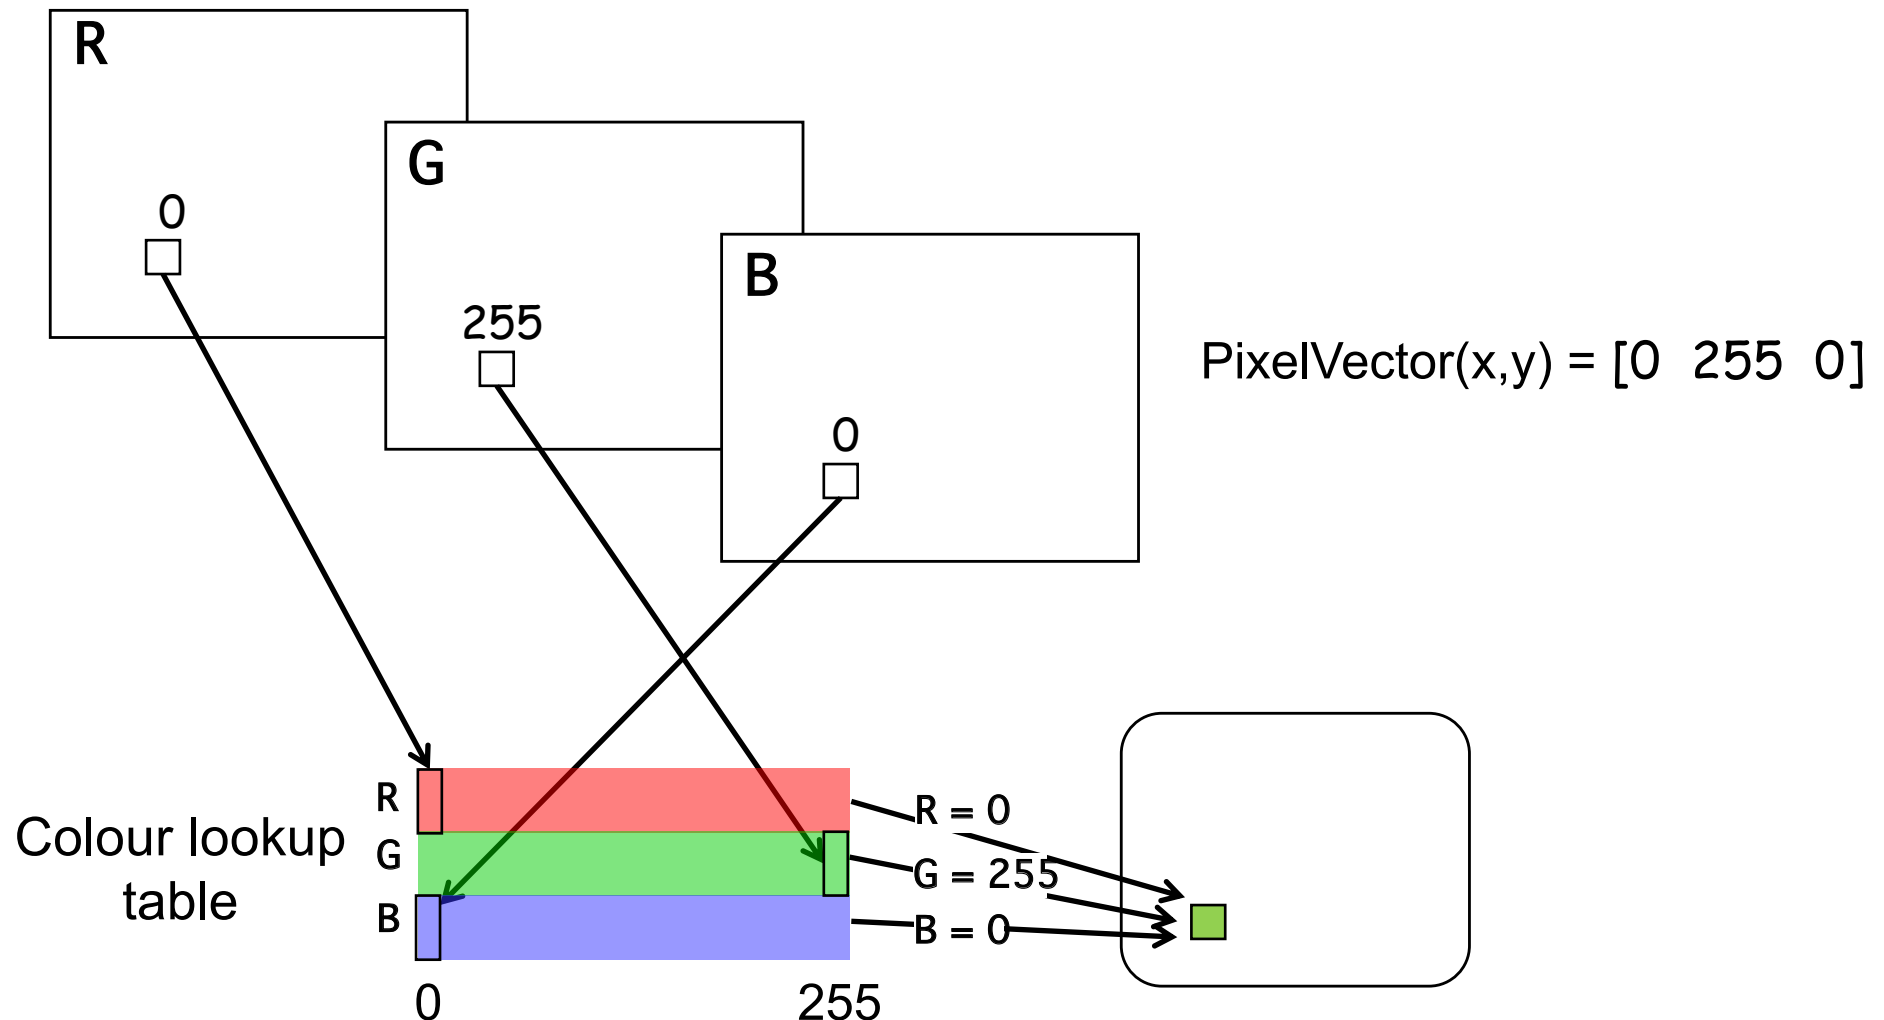 R
0
G
255
B
0
PixelVector(x,y) = [0 255 0]
Colour lookup
table
R
G
B
0
255
R = 0
G = 255
B = 0